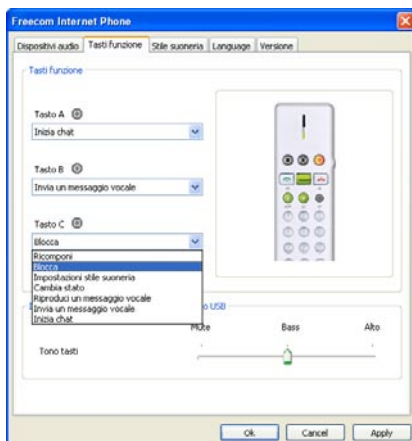 Freecom Internet Phone
Dispositivi audio Tasti funzione Stile suoneria Language Versione
Tasti funzione
Tasto A
Inizia chat
Tasto B
Invia un messaggio vocale
Tasto C
Blocca
Ricomponi
Blocca
Impostazioni stile suoneria
Cambia stato
Riproduci un messaggio vocale
Invia un messaggio vocale
Inizia chat
USB
Mute Bass Alto
Tono tasti
Ok Cancel Apply